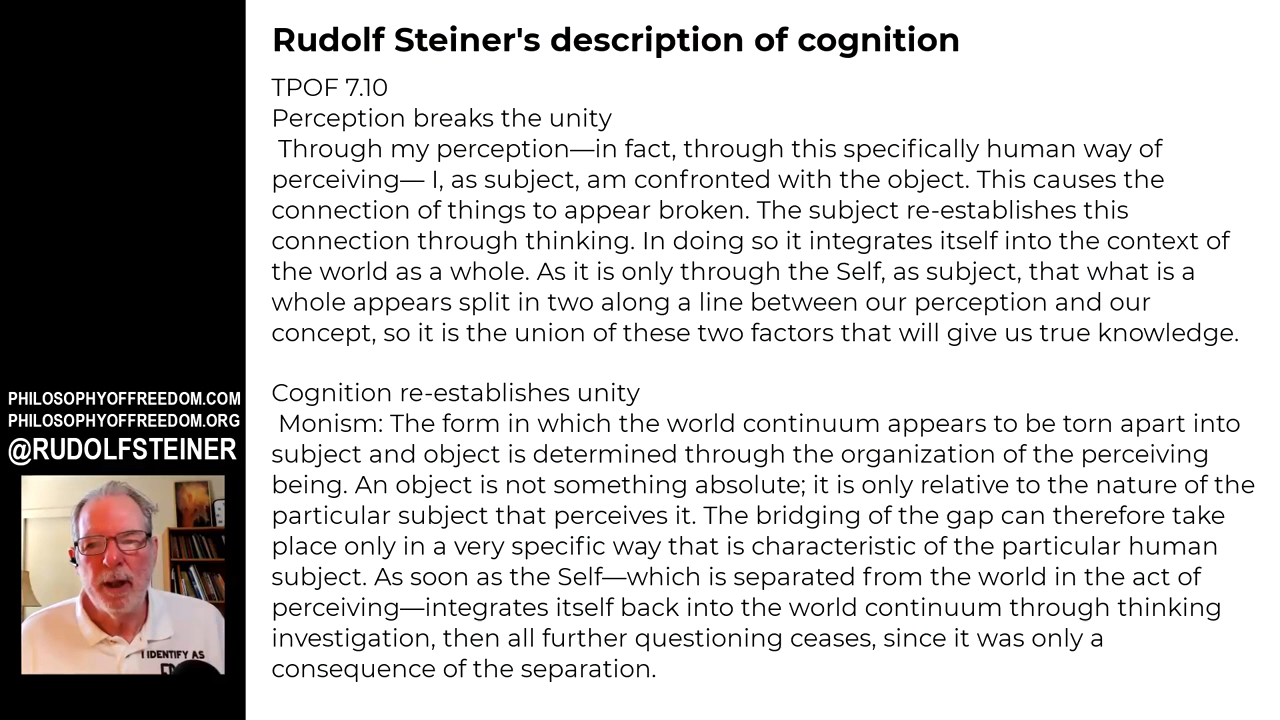 Rudolf Steiner's description of cognition
TPOF 7.10
Perception breaks the unity
Through my perception—in fact, through this specifically human way of
perceiving— I, as subject, am confronted with the object. This causes the
connection of things to appear broken. The subject re-establishes this
connection through thinking. In doing so it integrates itself into the context of
the world as a whole. As it is only through the Self, as subject, that what is a
whole appears split in two along a line between our perception and our
concept, so it is the union of these two factors that will give us true knowledge.
Cognition re-establishes unity
Monism: The form in which the world continuum appears to be torn apart into
subject and object is determined through the organization of the perceiving
being. An object is not something absolute; it is only relative to the nature of the
particular subject that perceives it. The bridging of the gap can therefore take
place only in a very specific way that is characteristic of the particular human
subject. As soon as the Self—which is separated from the world in the act of
perceiving—integrates itself back into the world continuum through thinking
investigation, then all further questioning ceases, since it was only a
consequence of the separation.
PHILOSOPHYOFFREEDOM.COM
PHILOSOPHYOFFREEDOM.ORG
@RUDOLFSTEINER
I IDENTIFY AS